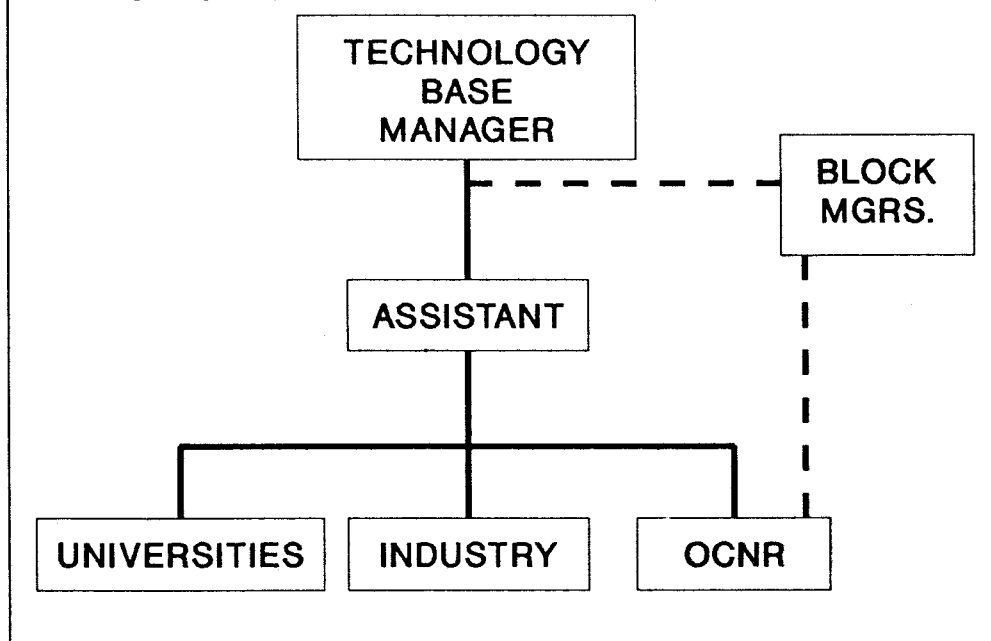 TECHNOLOGY
BASE
MANAGER
BLOCK
MGRS.
ASSISTANT
UNIVERSITIES
INDUSTRY
OCNR